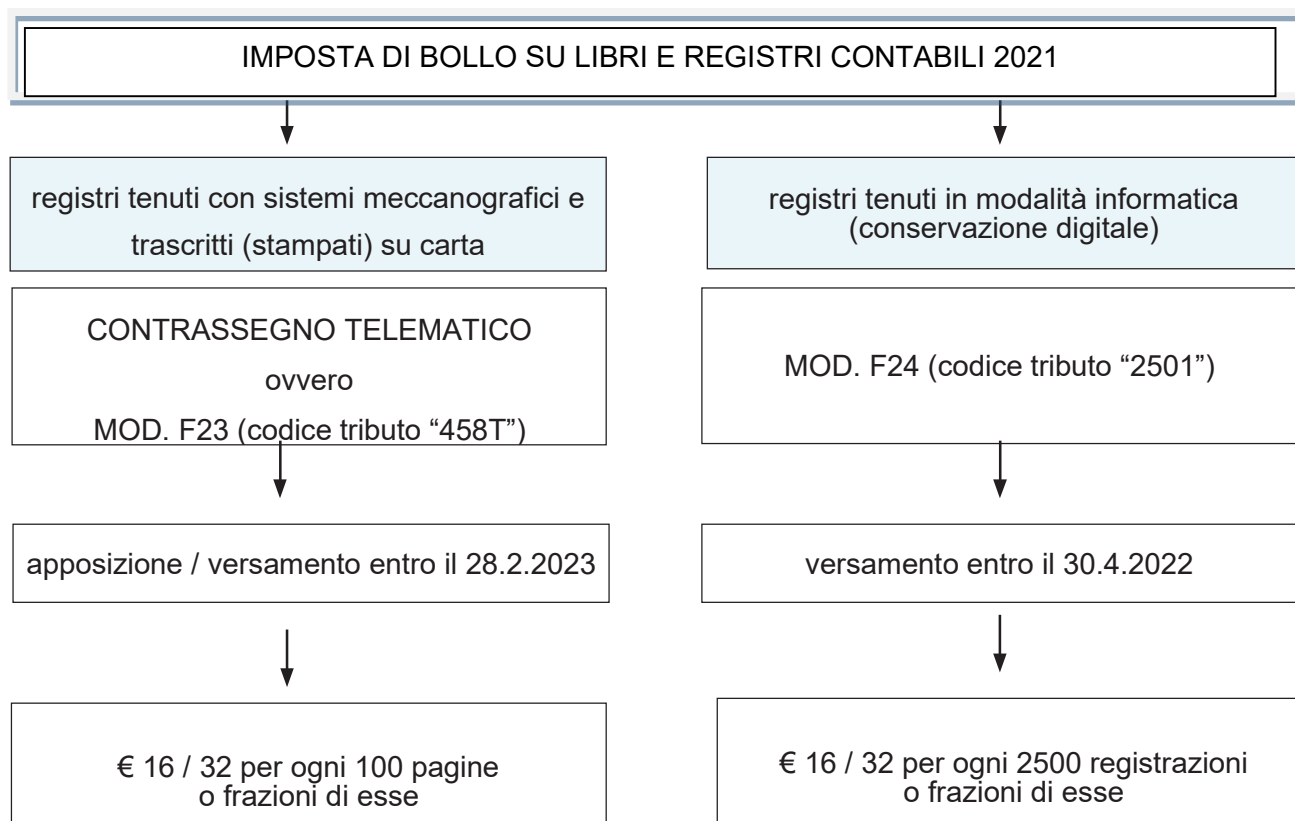 IMPOSTA DI BOLLO SU LIBRI E REGISTRI CONTABILI 2021
registri tenuti con sistemi meccanografici e
trascritti (stampati) su carta
CONTRASSEGNO TELEMATICO
ovvero
MOD. F23 (codice tributo “458T”)
apposizione / versamento entro il 28.2.2023
€ 16 / 32 per ogni 100 pagine
o frazioni di esse
registri tenuti in modalità informatica
(conservazione digitale)
MOD. F24 (codice tributo “2501”)
versamento entro il 30.4.2022
€ 16 / 32 per ogni 2500 registrazioni
o frazioni di esse